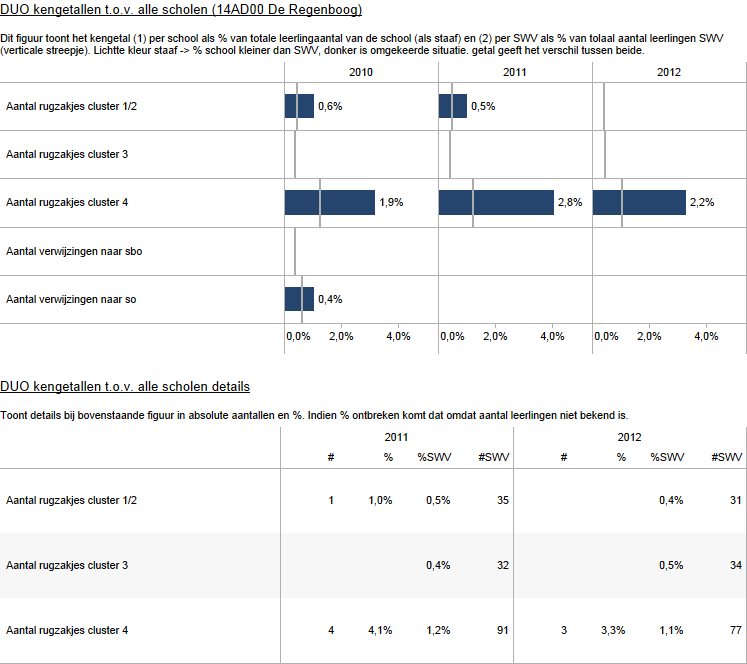 DUO kengetallen t.o.v. alle scholen (14AD00 De Regenboog)
Dit figuur toont het kengetal (1) per school als % van totale leerlingaantal van de school (als staaf) en (2) per SWV als % van tolaal aantal leerlingen SWV
(verticale streepje). Lichtte kleur staaf -> % school kleiner dan SWV, donker is omgekeerde situatie. getal geeft het verschil tussen beide.
2010 2011 2012
Aantal rugzakjes cluster 1/2 0,6% 0,5%
Aantal rugzakjes cluster 3
Aantal rugzakjes cluster 4 1,9% 2,8% 2,2%
Aantal verwijzingen naar sbo
Aantal verwijzingen naar so 0,4%
0,0% 2,0% 4,0% 0,0% 2,0% 4,0% 0,0% 2,0% 4,0%
DUO kengetallen t.o.v. alle scholen details
Toont details bij bovenstaande figuur in absolute aantallen en %. Indien % ontbreken komt dat omdat aantal leerlingen niet bekend is.
2011 2012
# % %SWV #SWV # % %SWV #SWV
Aantal rugzakjes cluster 1/2 1 1,0% 0,5% 35 0,4% 31
Aantal rugzakjes cluster 3 0,4% 32 0,5% 34
Aantal rugzakjes cluster 4 4 4,1% 1,2% 91 3 3,3% 1,1% 77